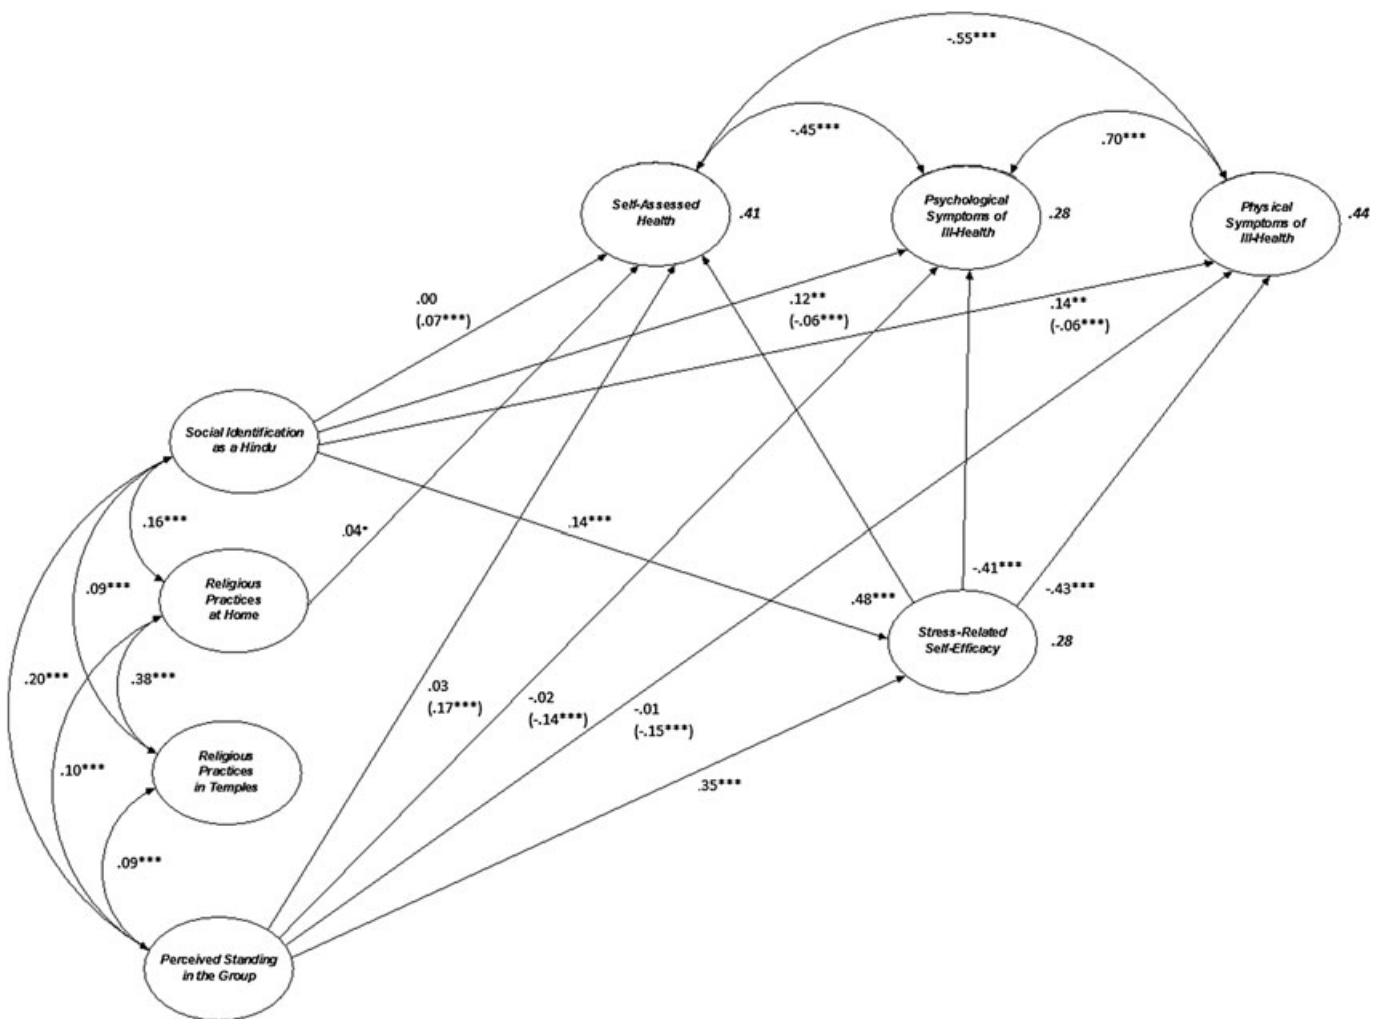 -.55***
-.45***
.70***
Self-Assessed
Health
.41
Psychological
Symptoms of
Ill-Health
.28
Physical
Symptoms of
Ill-Health
.44
.00
(.07***)
.12**
(-.06***)
.14**
(-.06***)
Social Identification
as a Hindu
.16***
.04*
.14***
.09***
Religious
Practices
at Home
-.41***
.48***
-.43***
Stress-Related
Self-Efficacy
.28
.20***
.38***
.03
(.17***)
-.02
(-.14***)
-.01
(-.15***)
Religious
Practices
in Temples
.10***
.35***
.09***
Perceived Standing
in the Group